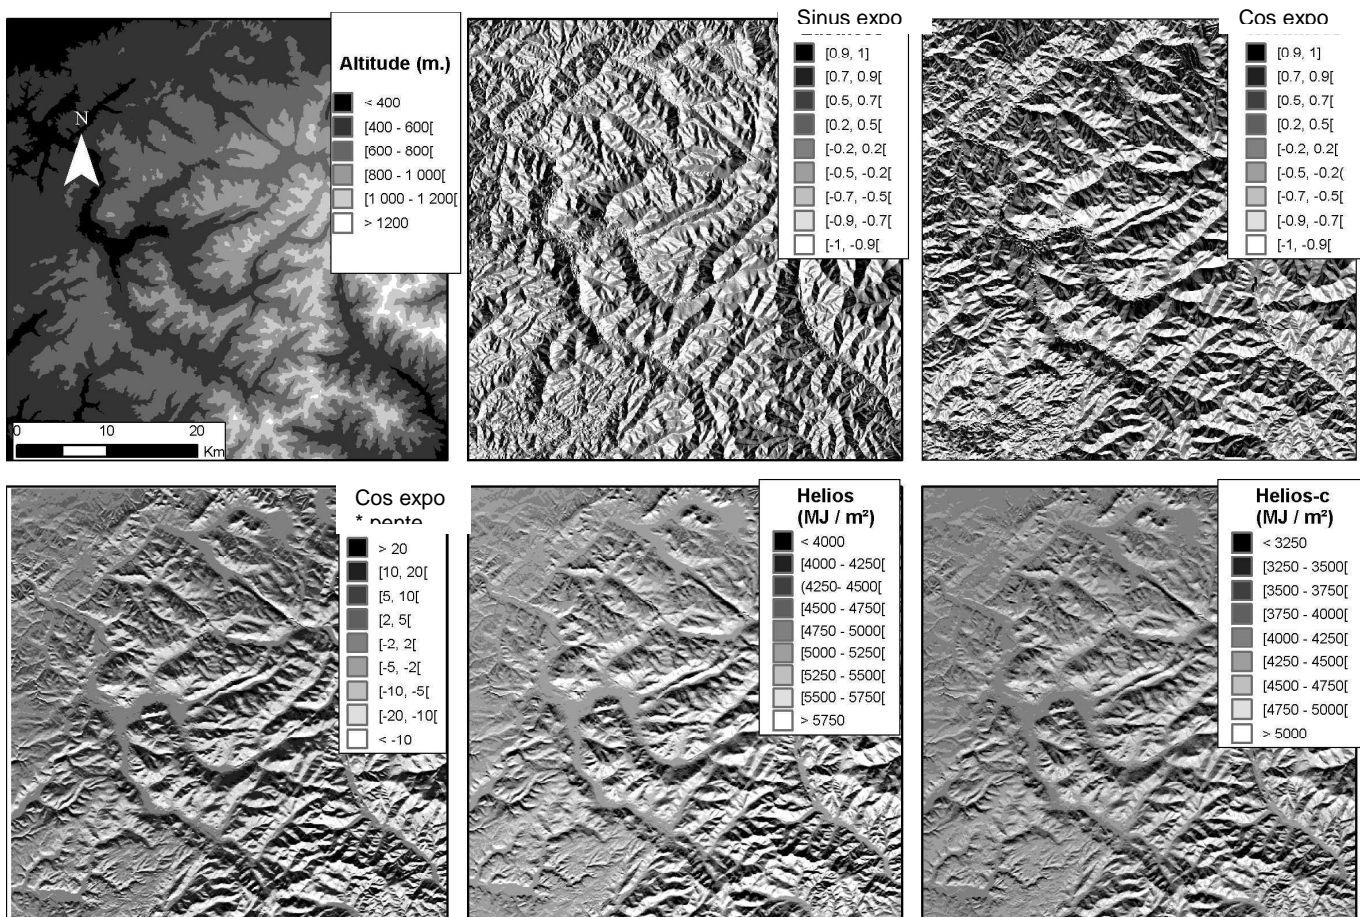 Altitude (m.)
< 400
[400 - 600[
[600 - 800[
[800 - 1 000[
[1 000 - 1 200[
> 1200
N
0 10 20
Km
Sinus expo
[0.9, 1]
[0.7, 0.9[
[0.5, 0.7[
[0.2, 0.5[
[-0.2, 0.2[
[-0.5, -0.2[
[-0.7, -0.5[
[-0.9, -0.7[
[-1, -0.9[
Cos expo
[0.9, 1]
[0.7, 0.9[
[0.5, 0.7[
[0.2, 0.5[
[-0.2, 0.2[
[-0.5, -0.2(
[-0.7, -0.5[
[-0.9, -0.7[
[-1, -0.9[
Cos expo
* pente
> 20
[10, 20[
[5, 10[
[2, 5[
[-2, 2[
[-5, -2[
[-10, -5[
[-20, -10[
< -10
Helios
(MJ / m²)
< 4000
[4000 - 4250[
(4250- 4500[
[4500 - 4750[
[4750 - 5000[
[5000 - 5250[
[5250 - 5500[
[5500 - 5750[
> 5750
Helios-c
(MJ / m²)
< 3250
[3250 - 3500[
[3500 - 3750[
[3750 - 4000[
[4000 - 4250[
[4250 - 4500[
[4500 - 4750[
[4750 - 5000[
> 5000